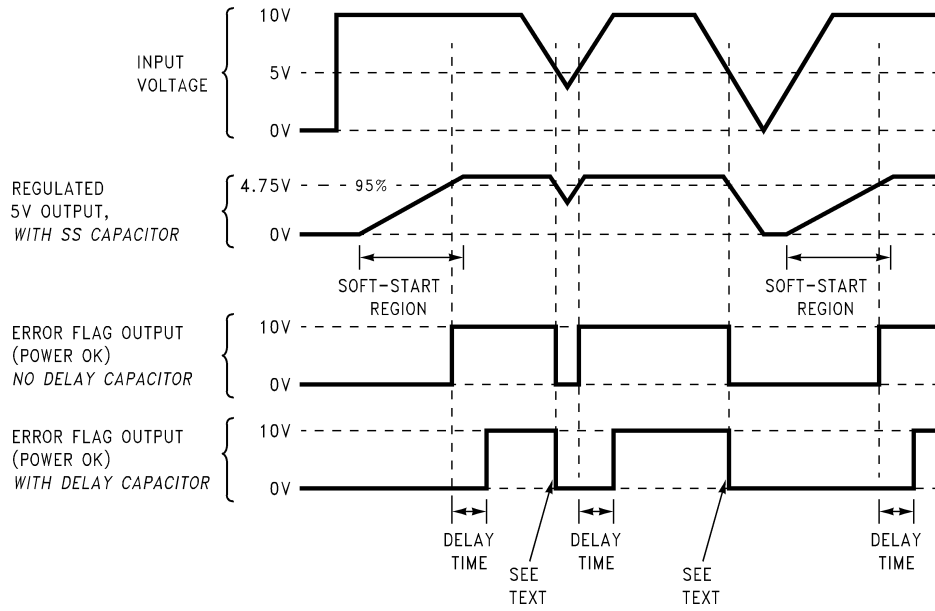 INPUT
VOLTAGE
10V
5V
0V
REGULATED
5V OUTPUT,
WITH SS CAPACITOR
4.75V
95%
0V
SOFT-START
REGION
SOFT-START
REGION
ERROR FLAG OUTPUT
(POWER OK)
NO DELAY CAPACITOR
10V
0V
ERROR FLAG OUTPUT
(POWER OK)
WITH DELAY CAPACITOR
10V
0V
DELAY
TIME
SEE
TEXT
DELAY
TIME
SEE
TEXT
DELAY
TIME